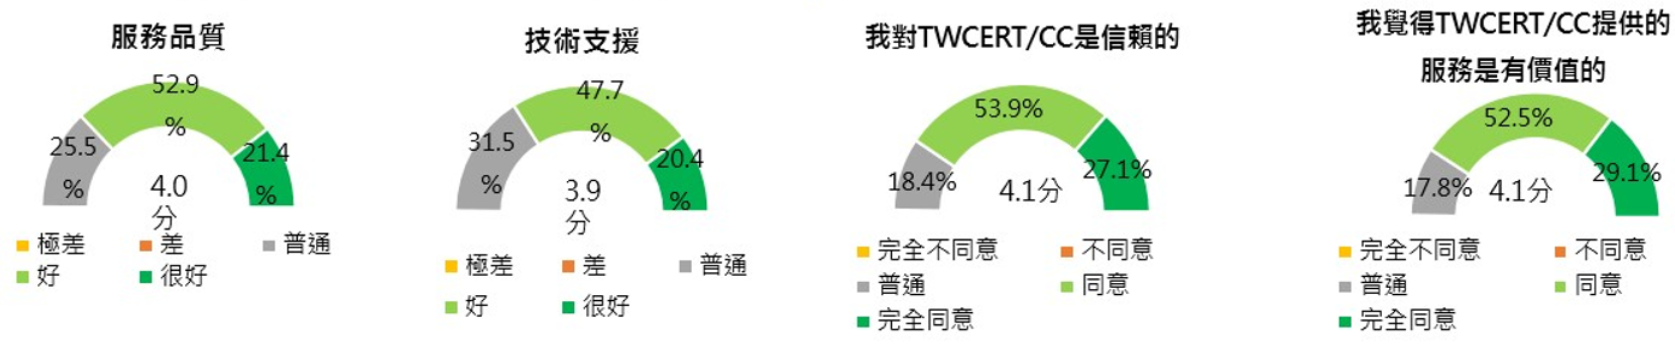 服務品質
52.9
%
25.5
%
21.4
%
4.0
分
極差 差 普通
好 很好
技術支援
47.7
%
31.5
%
20.4
%
3.9
分
極差 差 普通
好 很好
我對TWCERT/CC是信賴的
53.9%
18.4% 27.1%
4.1分
完全不同意 不同意
普通 同意
完全同意
我覺得TWCERT/CC提供的
服務是有價值的
52.5%
17.8% 29.1%
4.1分
完全不同意 不同意
普通 同意
完全同意